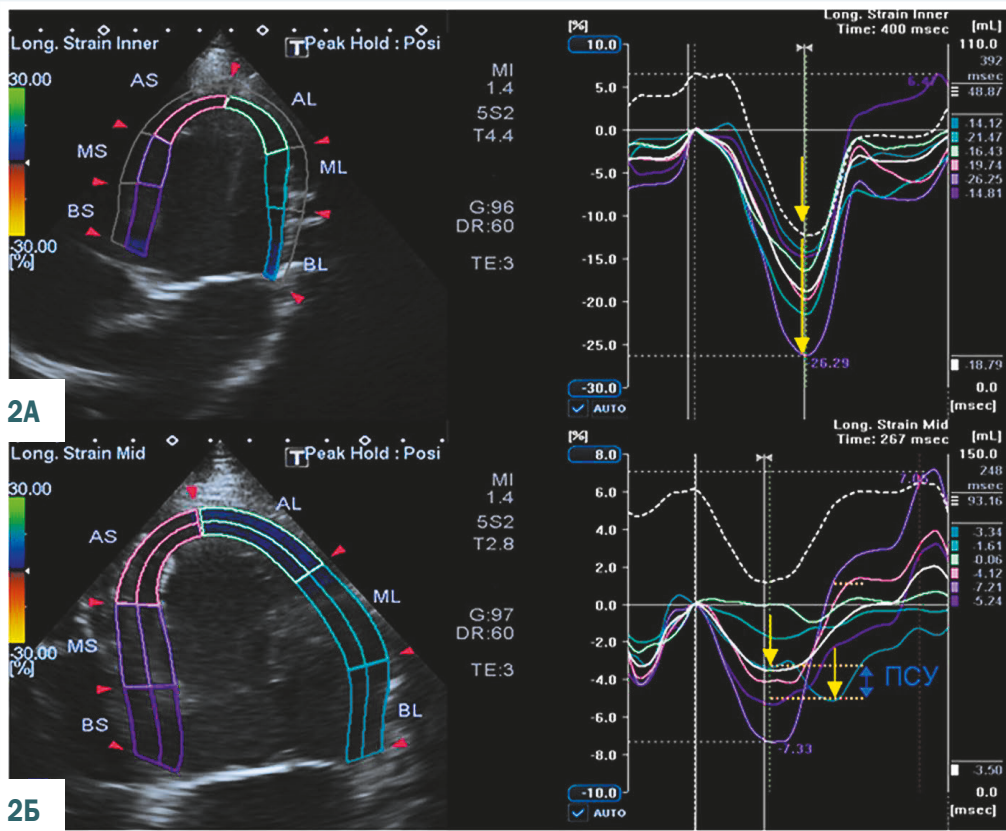 Long. Strain Inner
T Peak Hold : Posi
30.00
-30.00
[%]
AS
AL
MS
ML
BS
BL
MI
1.4
5S2
T4.4
G:96
DR:60
TE:3
2А
Long. Strain Inner
Time: 400 msec
[%]
10.0
5.0
0.0
-5.0
-10.0
-15.0
-20.0
-25.0
-30.0
AUTO
-26.29
[mL]
110.0
392
msec
48.87
-14.12
-21.47
-16.43
-19.74
-26.25
-14.81
-18.79
0.0
[msec]
Long. Strain Mid
T Peak Hold : Posi
30.00
-30.00
[%]
AS
AL
MS
ML
BS
BL
MI
1.4
5S2
T2.8
G:97
DR:60
TE:3
2Б
Long. Strain Mid
Time: 267 msec
[%]
8.0
6.0
4.0
2.0
0.0
-2.0
-4.0
-6.0
-8.0
-10.0
AUTO
-7.33
ПСУ
[mL]
150.0
248
msec
93.16
-3.34
-1.61
-0.06
-4.12
-7.21
-5.23
-3.50
0.0
[msec]